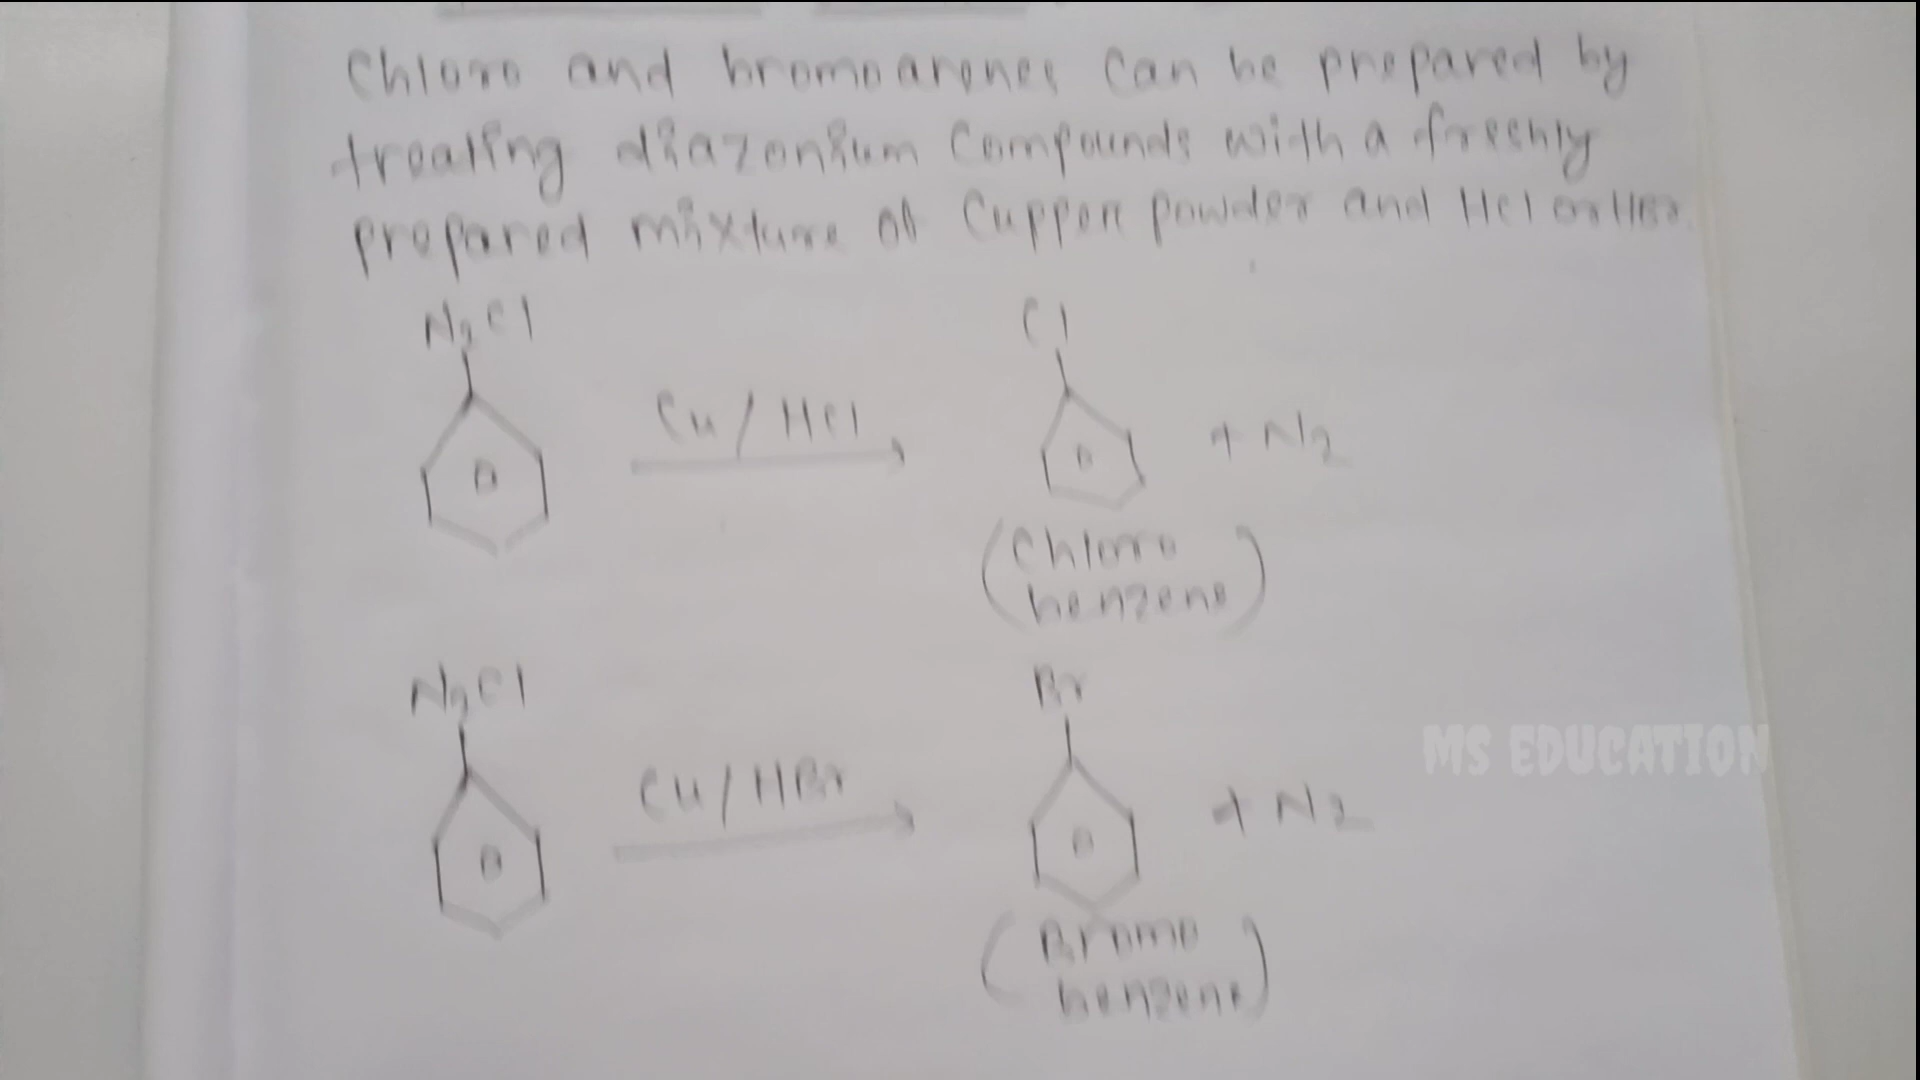 Chloro and bromoarenes can be prepared by
treating diazonium compounds with a freshly
prepared mixture of Cupper powder and HCl or HBr.
N2Cl
Cl
Cu / HCl
+ N2
(Chloro
benzene)
N2Cl
Br
Cu / HBr
+ N2
MS EDUCATION
(Bromo
benzene)